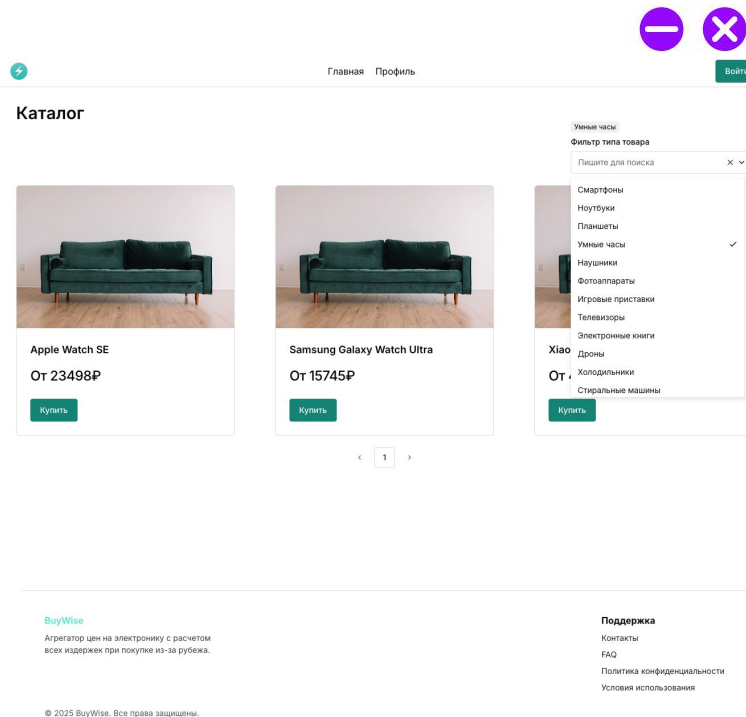 Главная Профиль
Войти
Каталог
Умные часы
Фильтр типа товара
Пишите для поиска
Смартфоны
Ноутбуки
Планшеты
Умные часы
Наушники
Фотоаппараты
Игровые приставки
Телевизоры
Электронные книги
Дроны
Холодильники
Стиральные машины
Apple Watch SE
От 23498₽
Купить
Samsung Galaxy Watch Ultra
От 15745₽
Купить
Xiao
От
Купить
1
BuyWise
Агрегатор цен на электронику с расчетом
всех издержек при покупке из-за рубежа.
Поддержка
Контакты
FAQ
Политика конфиденциальности
Условия использования
© 2025 BuyWise. Все права защищены.